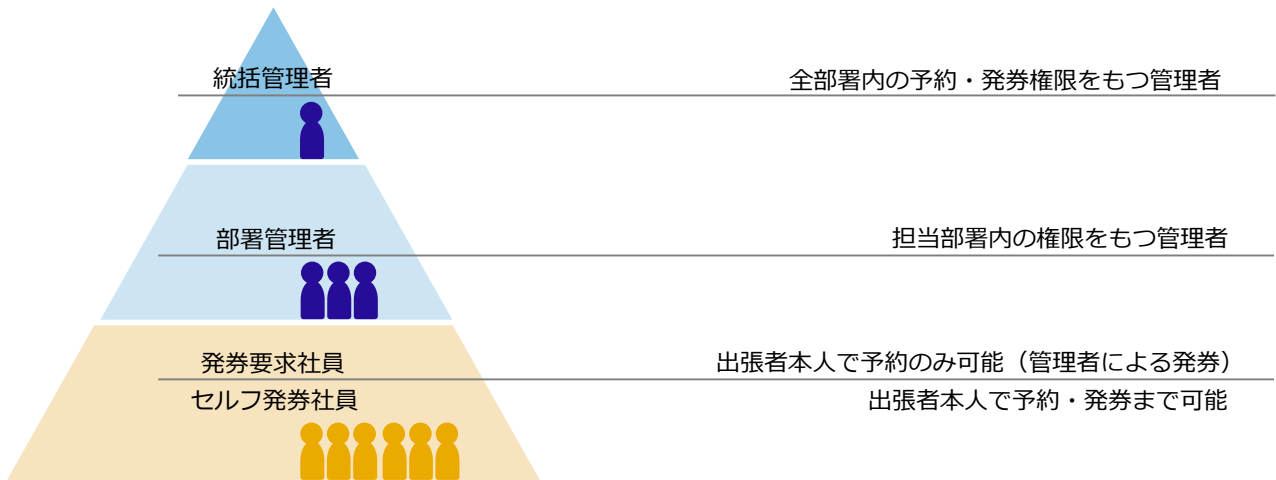 統括管理者 全部署内の予約・発券権限をもつ管理者
部署管理者 担当部署内の権限をもつ管理者
発券要求社員 出張者本人で予約のみ可能（管理者による発券）
セルフ発券社員 出張者本人で予約・発券まで可能